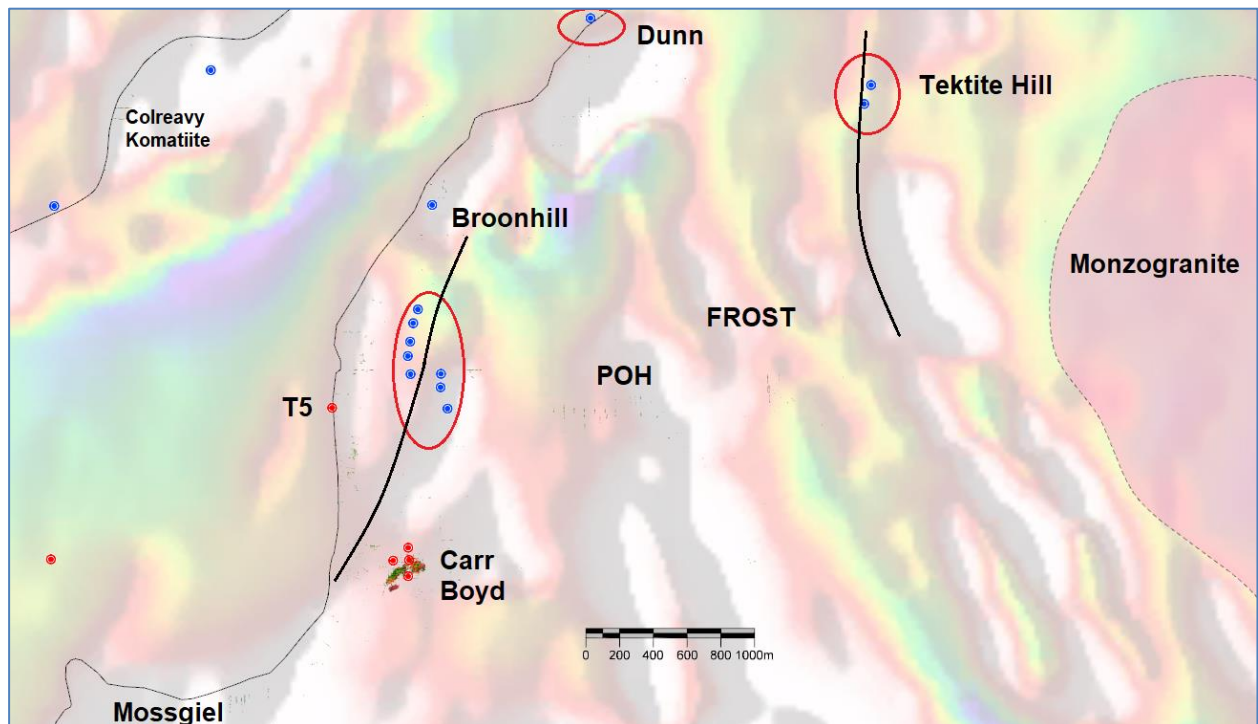 Dunn
Tektite Hill
Colreavy
Komatiite
Broonhill
Monzogranite
FROST
POH
T5
Carr
Boyd
0 200 400 600 800 1000m
Mossgiel